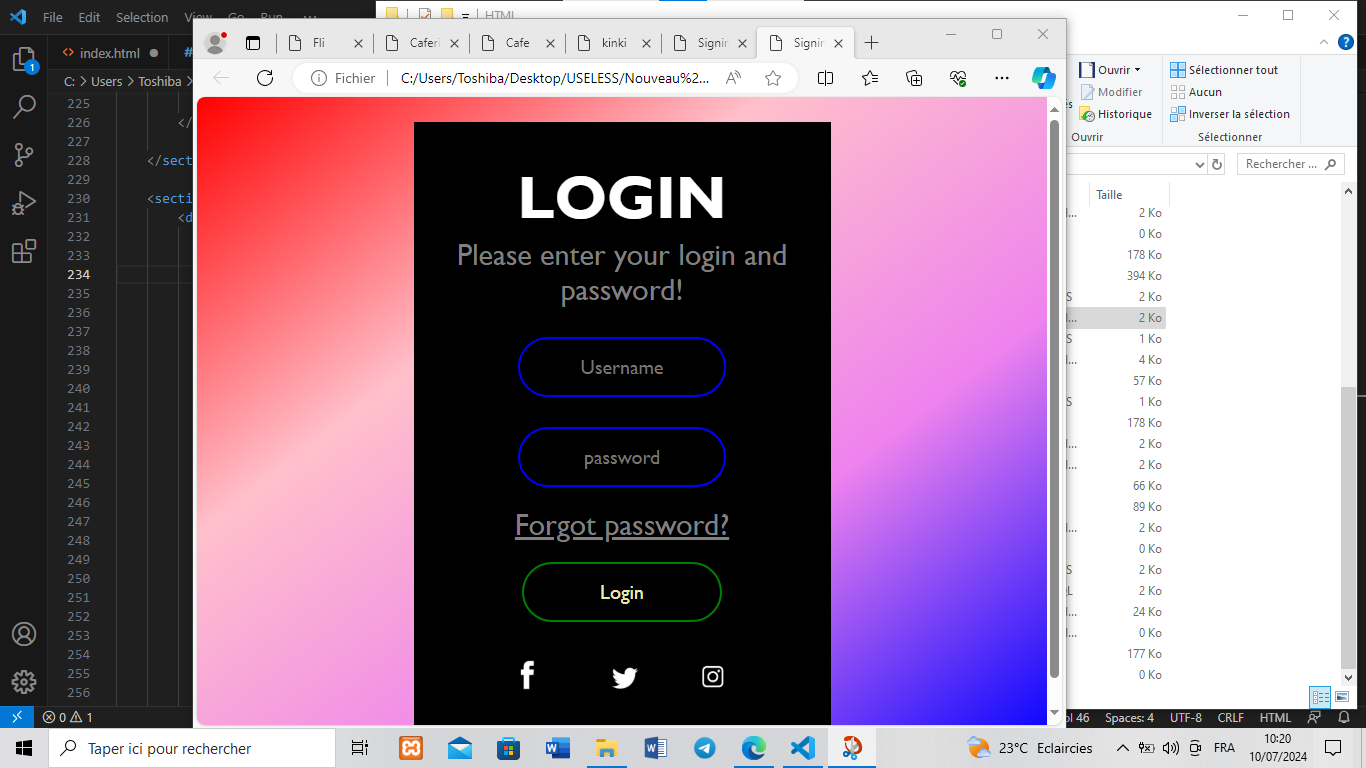 File Edit Selection View Go Run ...
HTML
index.html
C: > Users > Toshiba >
Fli
Caferi
Cafe
kinki
Signin
Signin
Fichier
C:/Users/Toshiba/Desktop/USELESS/Nouveau%2...
Ouvrir
Modifier
Historique
Ouvrir
Sélectionner tout
Aucun
Inverser la sélection
Sélectionner
Rechercher ...
Taille
2 Ko
0 Ko
178 Ko
394 Ko
2 Ko
2 Ko
1 Ko
4 Ko
57 Ko
1 Ko
178 Ko
2 Ko
2 Ko
66 Ko
89 Ko
2 Ko
0 Ko
2 Ko
2 Ko
24 Ko
0 Ko
177 Ko
0 Ko
225
226 </
227
228 </sect
229
230 <secti
231 <d
232
233
234
235
236
237
238
239
240
241
242
243
244
245
246
247
248
249
250
251
252
253
254
255
256
LOGIN
Please enter your login and
password!
Username
password
Forgot password?
Login
0 1
ol 46 Spaces: 4 UTF-8 CRLF HTML
Taper ici pour rechercher
23°C Eclaircies
FRA
10:20
10/07/2024